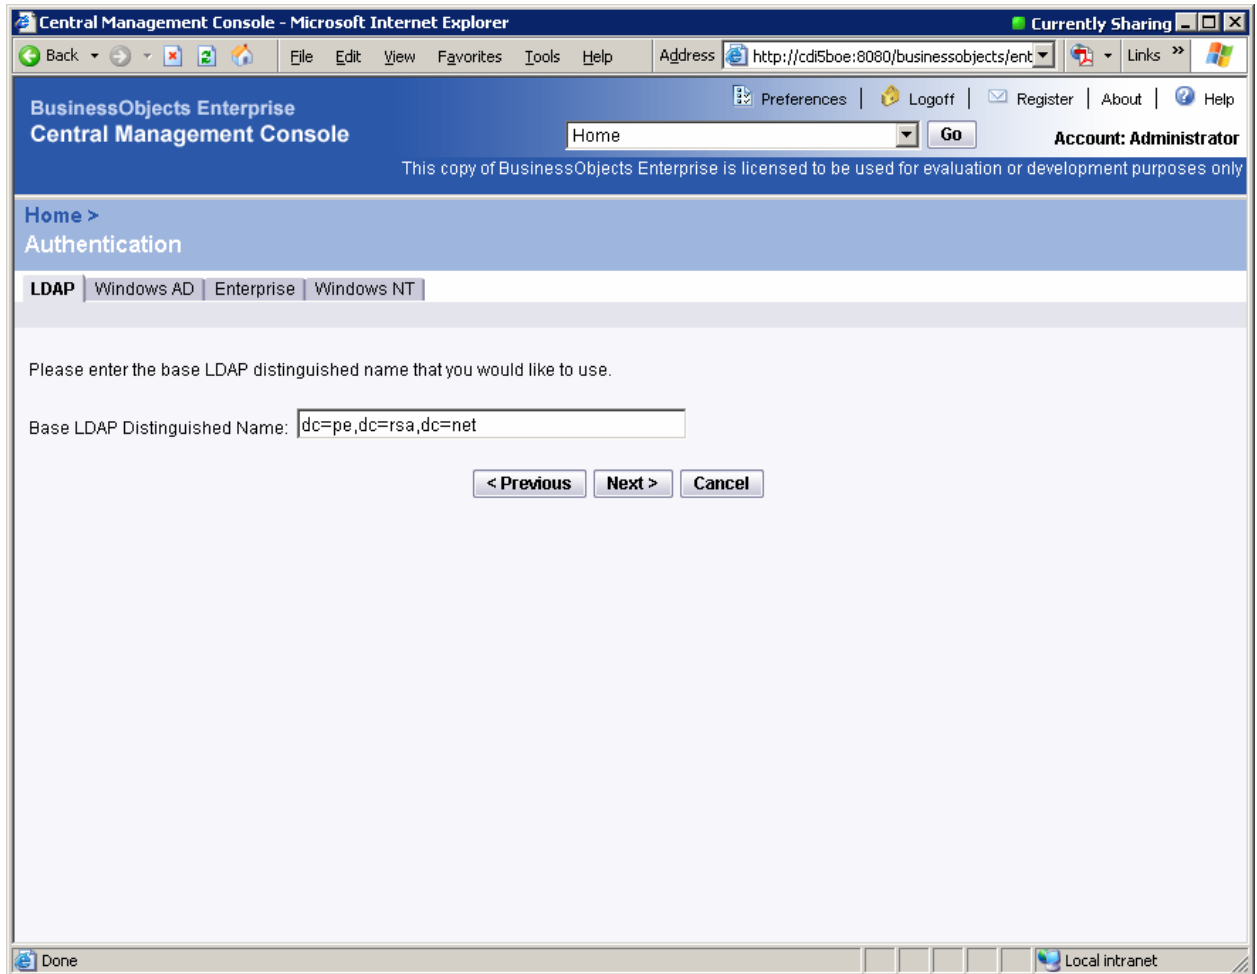 Central Management Console - Microsoft Internet Explorer
Currently Sharing
Back File Edit View Favorites Tools Help Address http://cdi5boe:8080/businessobjects/ent Links »
Preferences | Logoff | Register | About | Help
BusinessObjects Enterprise
Central Management Console
Home Go
Account: Administrator
This copy of BusinessObjects Enterprise is licensed to be used for evaluation or development purposes only
Home >
Authentication
LDAP Windows AD Enterprise Windows NT
Please enter the base LDAP distinguished name that you would like to use.
Base LDAP Distinguished Name: dc=pe,dc=rsa,dc=net
< Previous Next > Cancel
Done Local intranet